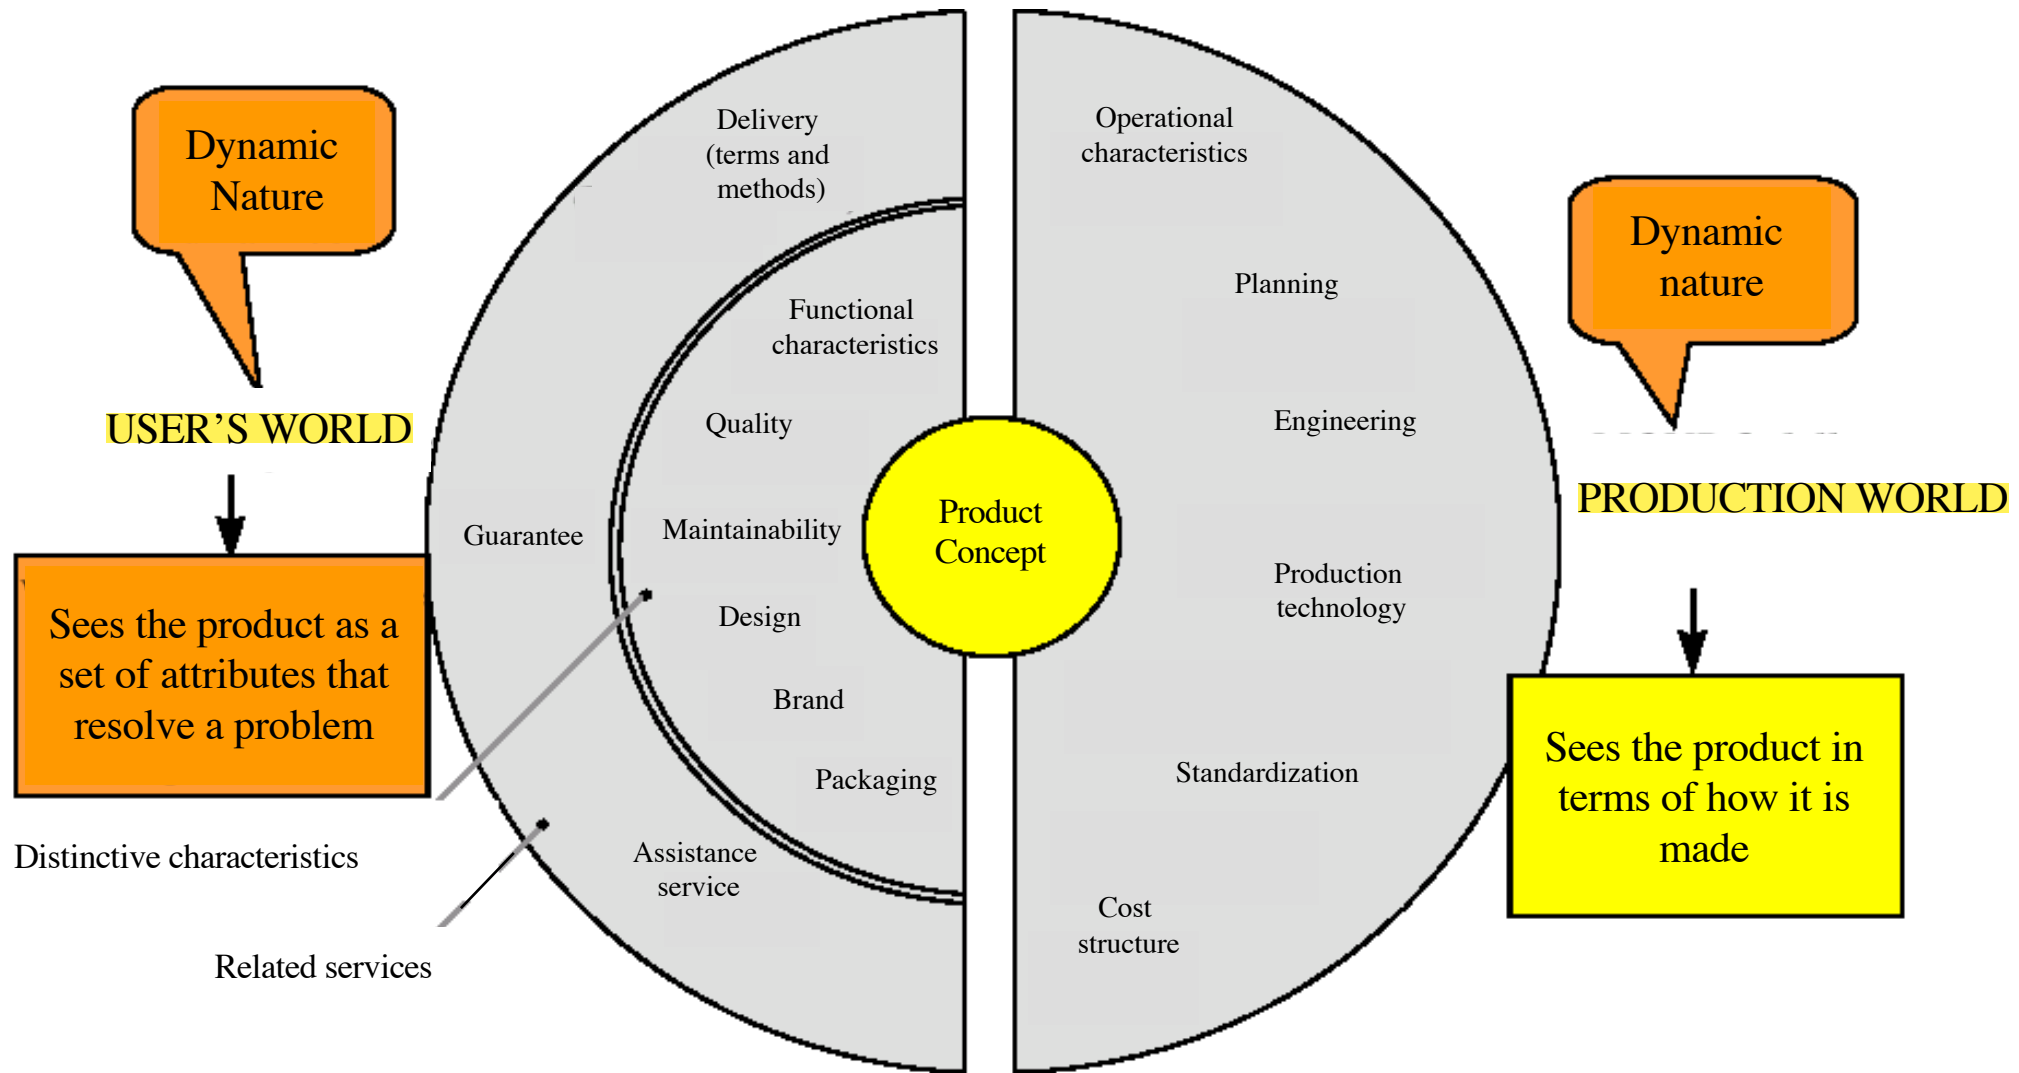 Dynamic
Nature
USER'S WORLD
Sees the product as a
set of attributes that
resolve a problem
Distinctive characteristics
Related services
Delivery
(terms and
methods)
Guarantee
Assistance
service
Functional
characteristics
Quality
Maintainability
Design
Brand
Packaging
Product
Concept
Operational
characteristics
Planning
Engineering
Production
technology
Standardization
Cost
structure
Dynamic
nature
PRODUCTION WORLD
Sees the product in
terms of how it is
made